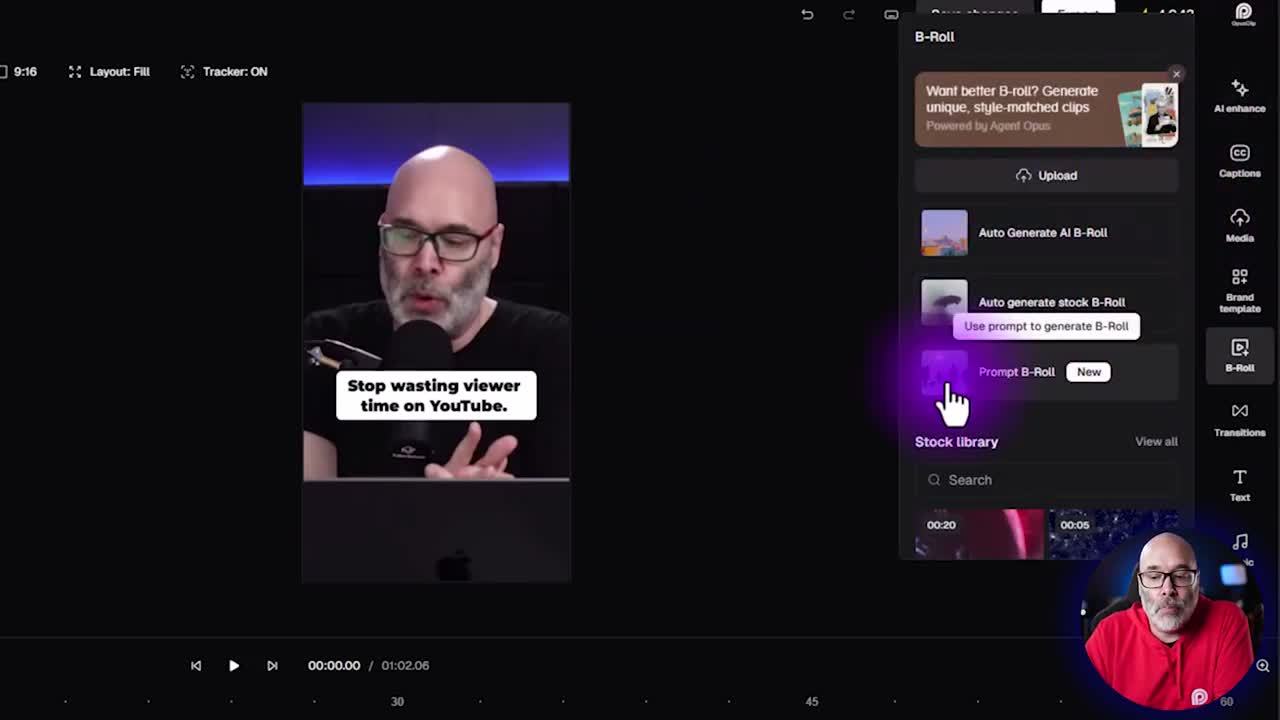 B-Roll
OpusClip
9:16
Layout: Fill
Tracker: ON
Want better B-roll? Generate
unique, style-matched clips
Powered by Agent Opus
Upload
Auto Generate AI B-Roll
Auto generate stock B-Roll
Use prompt to generate B-Roll
Prompt B-Roll
New
Stock library
View all
Search
00:20
00:05
AI enhance
CC
Captions
Media
Brand
template
B-Roll
Transitions
T
Text
Stop wasting viewer
time on YouTube.
00:00.00 / 01:02.06
30
45
60